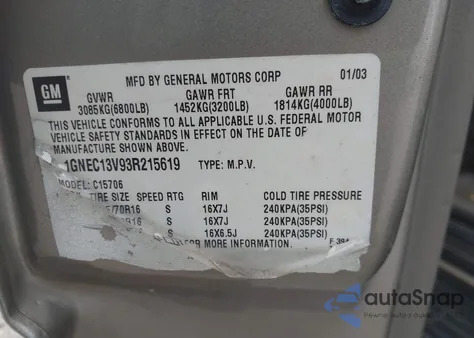 GM
MFD BY GENERAL MOTORS CORP 01/03
GVWR GAWR FRT GAWR RR
3085KG(6800LB) 1452KG(3200LB) 1814KG(4000LB)
THIS VEHICLE CONFORMS TO ALL APPLICABLE U.S. FEDERAL MOTOR
VEHICLE SAFETY STANDARDS IN EFFECT ON THE DATE OF
MANUFACTURE SHOWN ABOVE.
1GNEC13V93R215619 TYPE: M.P.V.
MODEL: C15706
TIRE SIZE SPEED RTG RIM COLD TIRE PRESSURE
/70R16 S 16X7J 240KPA(35PSI)
R16 S 16X7J 240KPA(35PSI)
S 16X6.5J 240KPA(35PSI)
FOR MORE INFORMATION.
autoSnap